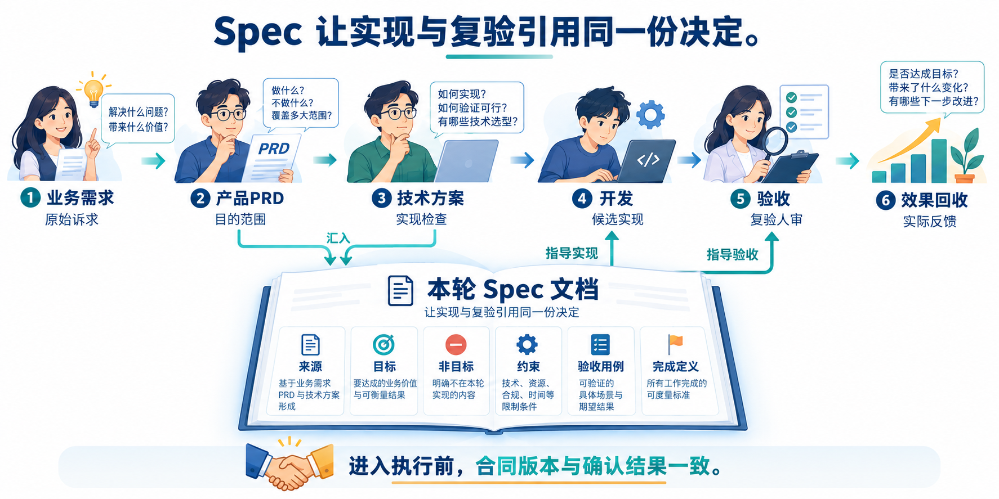 Spec 让实现与复验引用同一份决定。
解决什么问题？
带来什么价值？
做什么？
不做什么？
覆盖多大范围？
PRD
如何实现？
如何验证可行？
有哪些技术选型？
</>
是否达成目标？
带来了什么变化？
有哪些下一步改进？
1 业务需求
原始诉求
2 产品PRD
目的范围
3 技术方案
实现检查
4 开发
候选实现
5 验收
复验人审
6 效果回收
实际反馈
汇入
指导实现
指导验收
本轮 Spec 文档
让实现与复验引用同一份决定
来源
基于业务需求
PRD 与技术方案
形成
目标
要达成的业务价值
与可衡量结果
非目标
明确不在本轮
实现的内容
约束
技术、资源、
合规、时间等
限制条件
验收用例
可验证的
具体场景与
期望结果
完成定义
所有工作完成的
可度量标准
进入执行前，合同版本与确认结果一致。